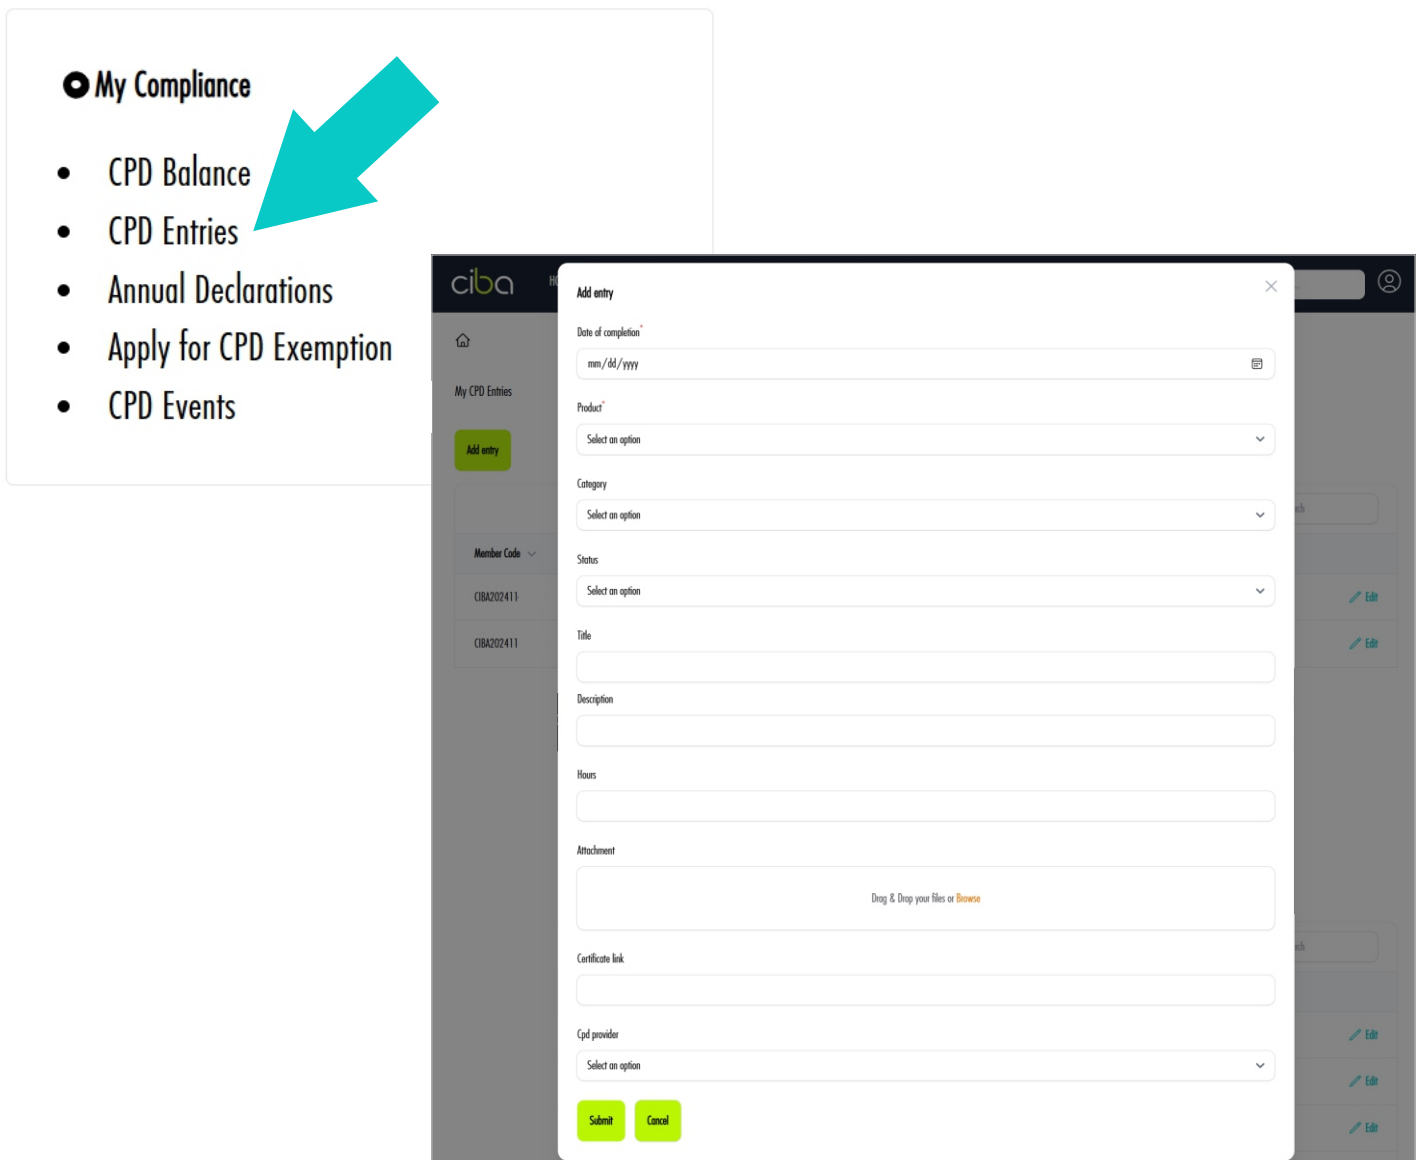 My Compliance
• CPD Balance
• CPD Entries
• Annual Declarations
• Apply for CPD Exemption
• CPD Events
ciba
Add entry
Date of completion*
mm/dd/yyyy
My CPD Entries
Product*
Select an option
Add entry
Category
Select an option
Member Code
Status
Select an option
CIBA202411
Edit
Title
CIBA202411
Edit
Description
Hours
Attachment
Drag & Drop your files or Browse
Certificate link
Cpd provider
Edit
Select an option
Edit
Submit
Cancel
Edit